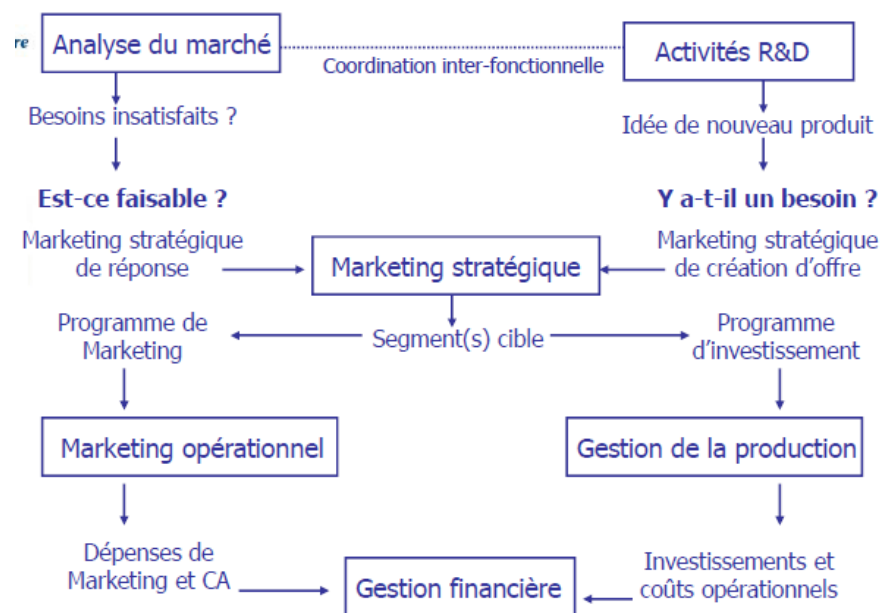 re
Analyse du marché
Coordination inter-fonctionnelle
Activités R&D
Besoins insatisfaits ?
Idée de nouveau produit
Est-ce faisable ?
Y a-t-il un besoin ?
Marketing stratégique
de réponse
Marketing stratégique
Marketing stratégique
de création d’offre
Programme de
Marketing
Segment(s) cible
Programme
d’investissement
Marketing opérationnel
Gestion de la production
Dépenses de
Marketing et CA
Gestion financière
Investissements et
coûts opérationnels